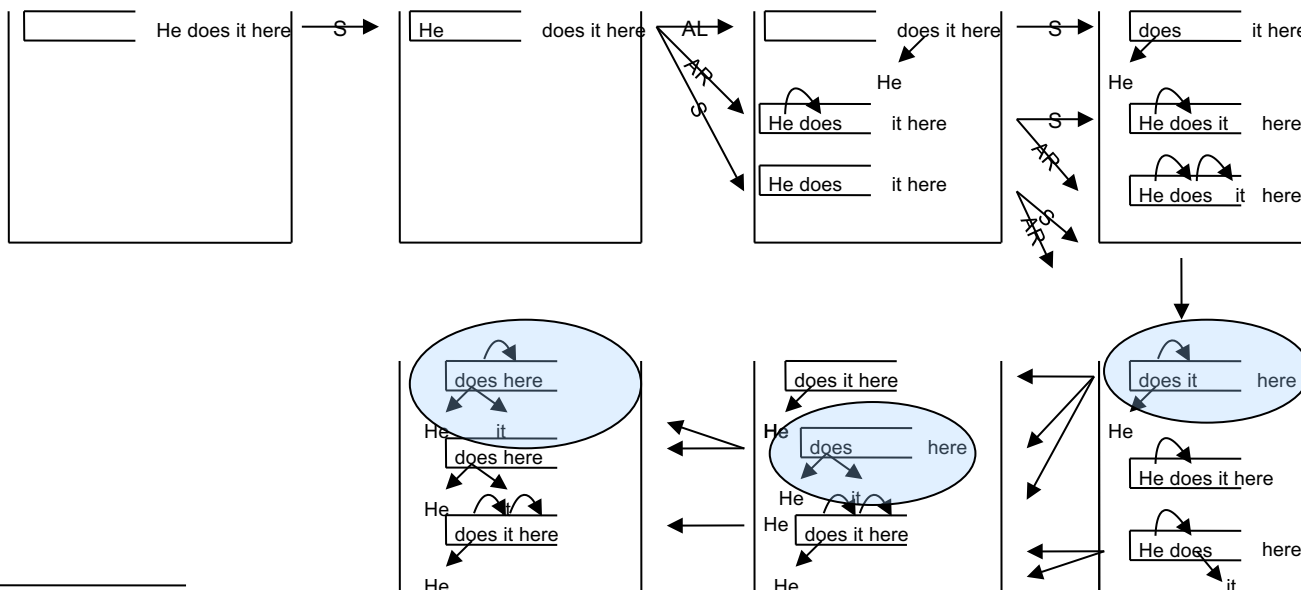 He does it here S He does it here AL does it here S does it here
He He
AR
He does it here S He does it here
S
AR
He does it here He does it here
S
AR
does here does it here does it here
He it He does here He
does here
He it He does it here
He it He does it here
does it here He does here
He He it